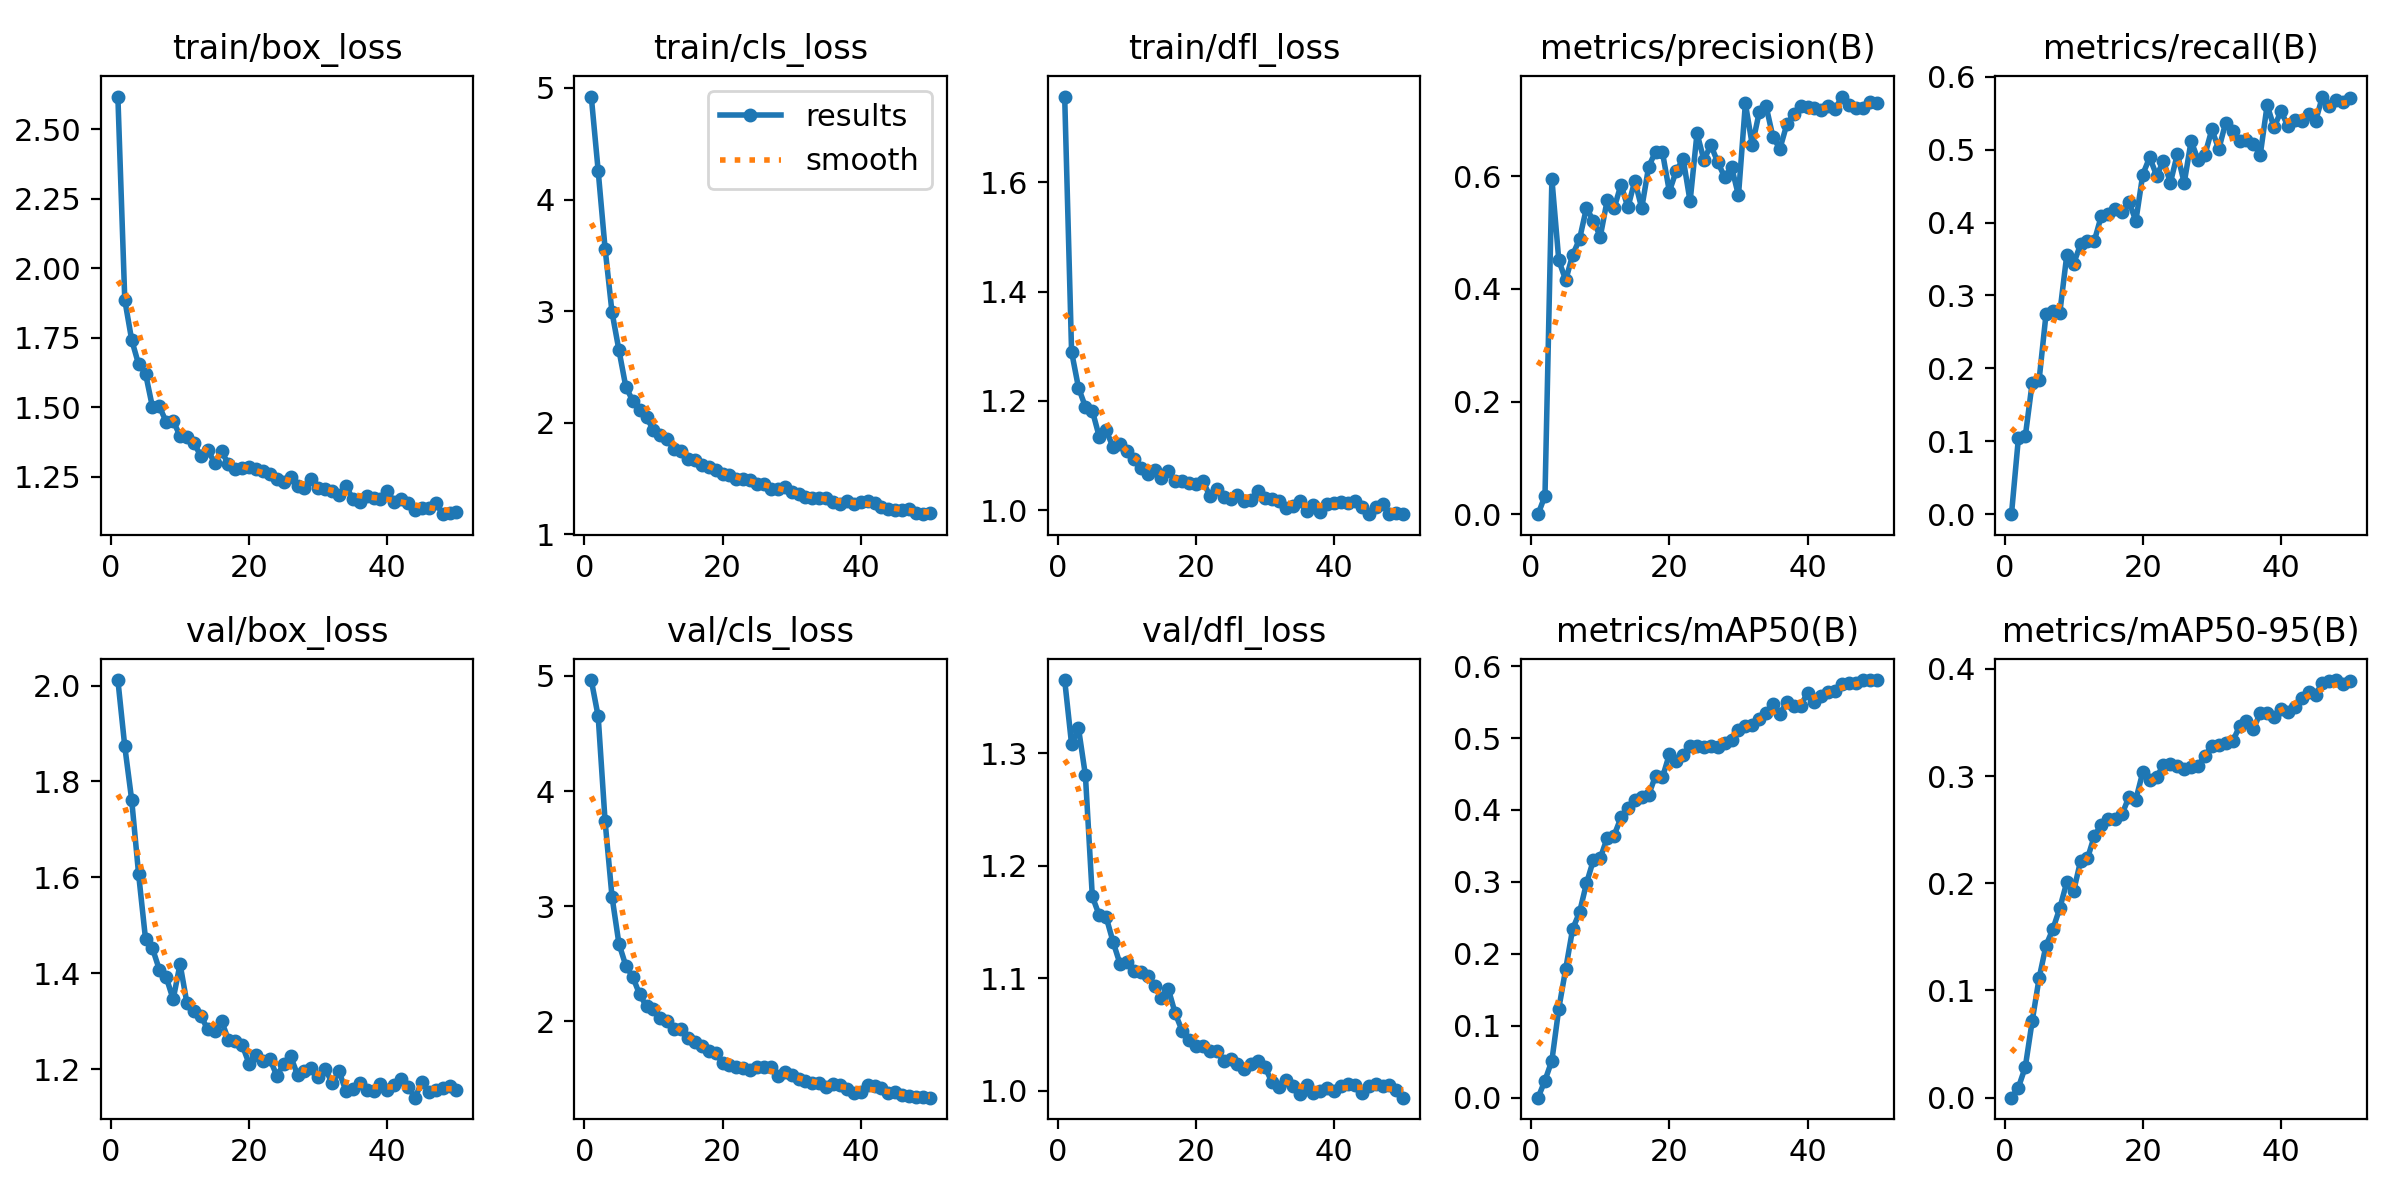 train/box_loss
train/cls_loss
train/dfl_loss
metrics/precision(B)
metrics/recall(B)
2.50
2.25
2.00
1.75
1.50
1.25
0 20 40
5
4
3
2
1
0 20 40
results
smooth
1.6
1.4
1.2
1.0
0 20 40
0.6
0.4
0.2
0.0
0 20 40
0.6
0.5
0.4
0.3
0.2
0.1
0.0
0 20 40
val/box_loss
val/cls_loss
val/dfl_loss
metrics/mAP50(B)
metrics/mAP50-95(B)
2.0
1.8
1.6
1.4
1.2
0 20 40
5
4
3
2
0 20 40
1.3
1.2
1.1
1.0
0 20 40
0.6
0.5
0.4
0.3
0.2
0.1
0.0
0 20 40
0.4
0.3
0.2
0.1
0.0
0 20 40